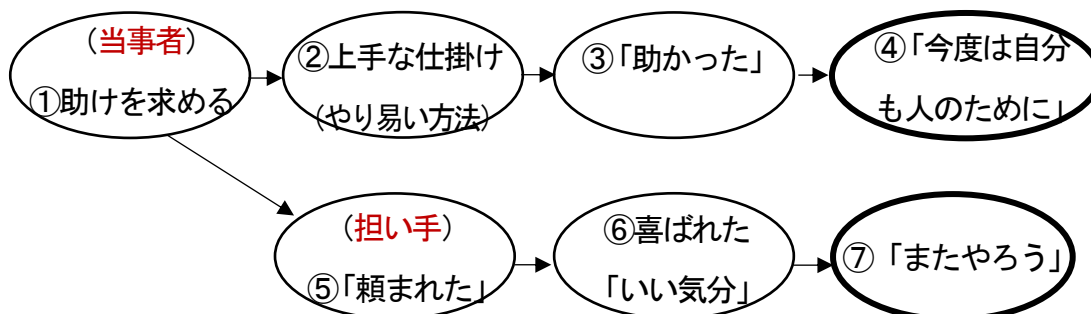 （当事者）
①助けを求める
②上手な仕掛け
（やり易い方法）
③「助かった」
④「今度は自分
も人のために」
（担い手）
⑤「頼まれた」
⑥喜ばれた
「いい気分」
⑦「またやろう」